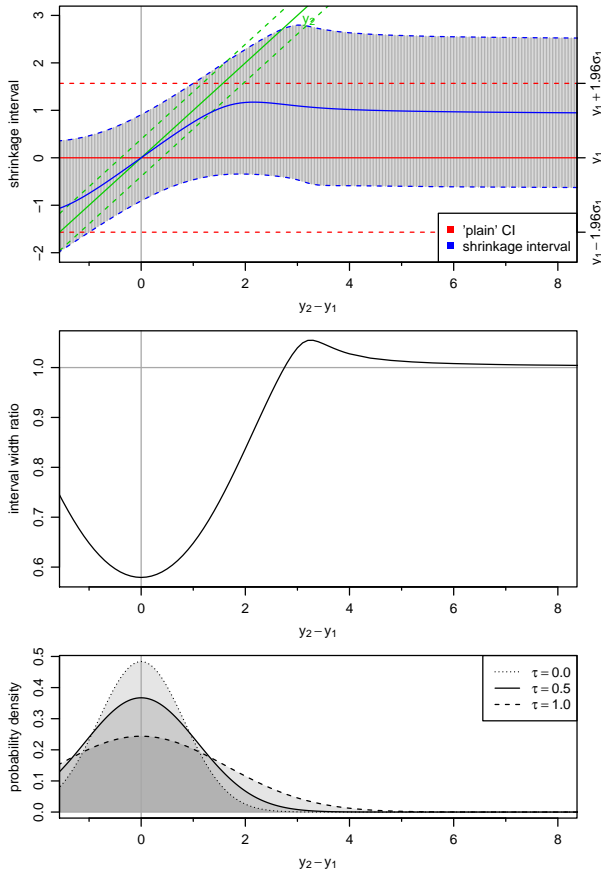 3
2
1
0
−1
−2
shrinkage interval
y₂
y₁ + 1.96σ₁
y₁
y₁ − 1.96σ₁
'plain' CI
shrinkage interval
0 2 4 6 8
y₂ − y₁
1.0
0.9
0.8
0.7
0.6
interval width ratio
0 2 4 6 8
y₂ − y₁
0.5
0.4
0.3
0.2
0.1
0.0
probability density
τ = 0.0
τ = 0.5
τ = 1.0
0 2 4 6 8
y₂ − y₁